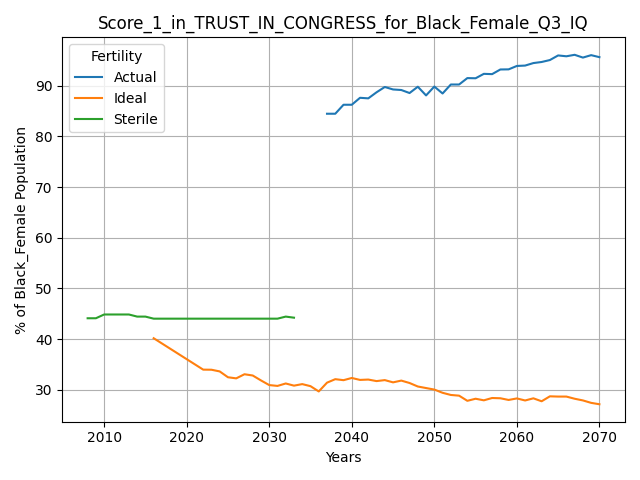 Score_1_in_TRUST_IN_CONGRESS_for_Black_Female_Q3_IQ
Fertility
Actual
Ideal
Sterile
% of Black_Female Population
90
80
70
60
50
40
30
2010 2020 2030 2040 2050 2060 2070
Years